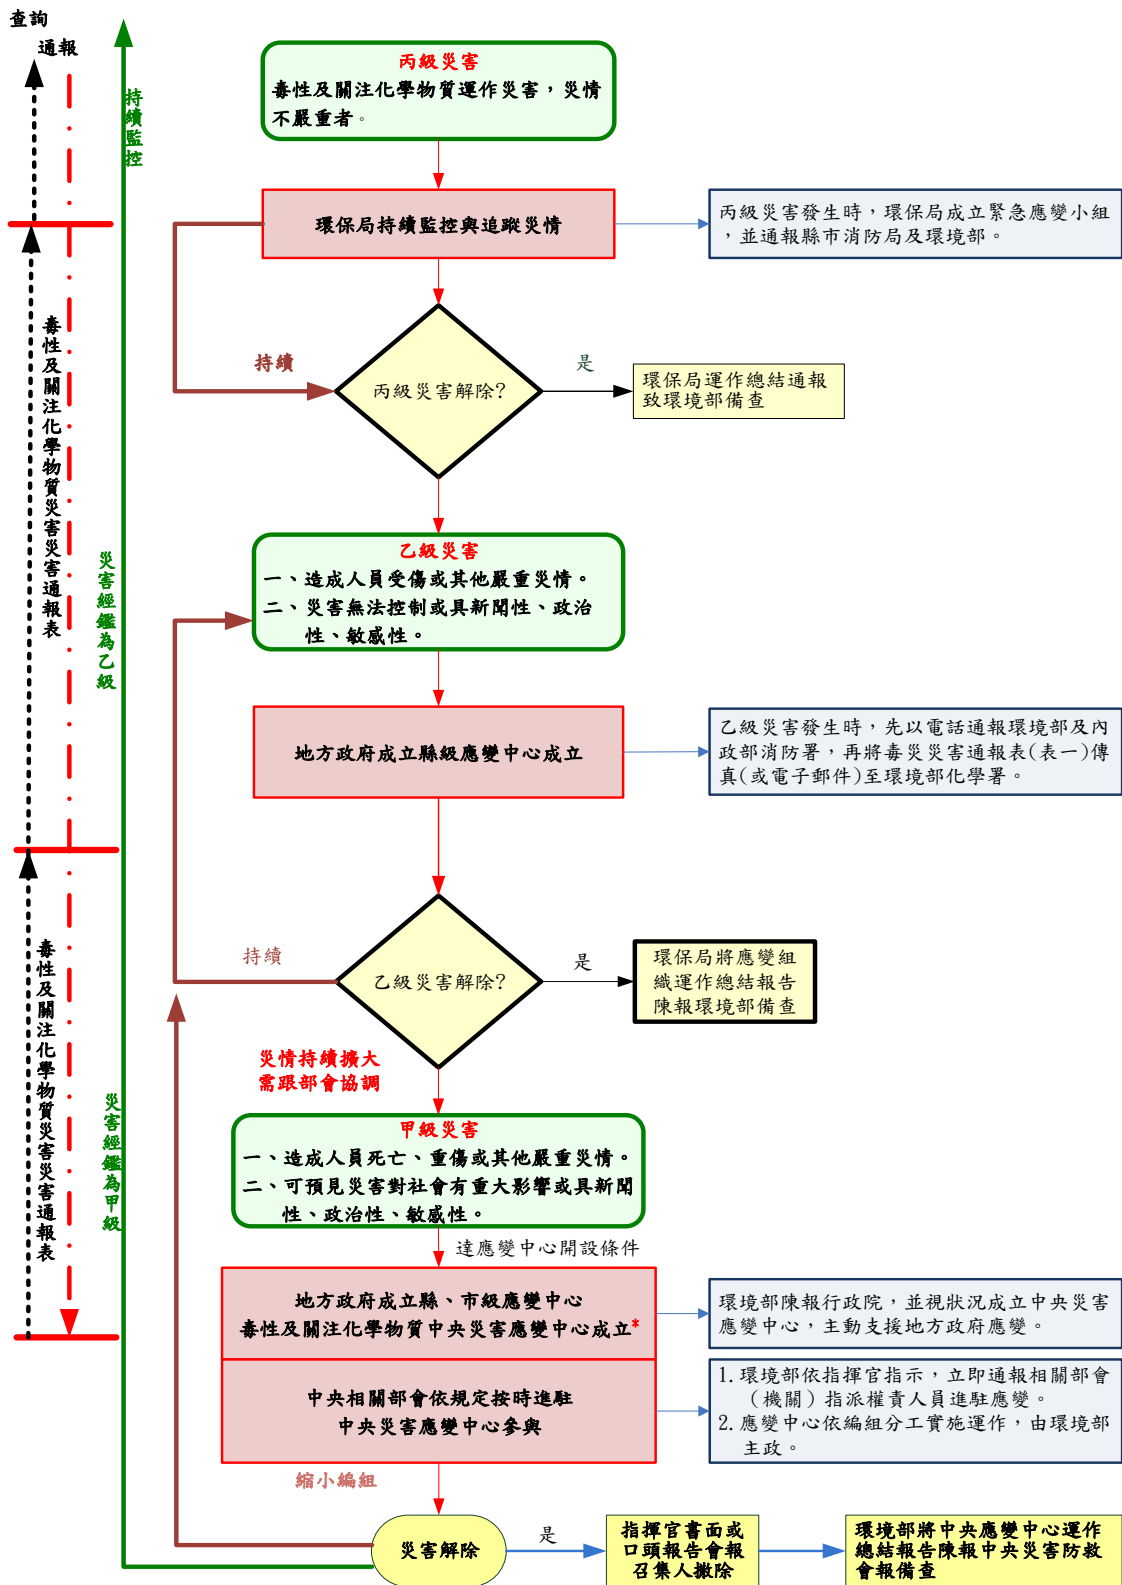 查詢
通報
持續監控
丙級災害
毒性及關注化學物質運作災害，災情
不嚴重者。
環保局持續監控與追蹤災情
丙級災害發生時，環保局成立緊急應變小組
，並通報縣市消防局及環境部。
持續
丙級災害解除?
是
環保局運作總結通報
致環境部備查
毒性及關注化學物質災害災害通報表
災害經鑑為乙級
乙級災害
一、造成人員受傷或其他嚴重災情。
二、災害無法控制或具新聞性、政治
性、敏感性。
地方政府成立縣級應變中心成立
乙級災害發生時，先以電話通報環境部及內
政部消防署，再將毒災災害通報表(表一)傳
真(或電子郵件)至環境部化學署。
持續
乙級災害解除?
是
環保局將應變組
織運作總結報告
陳報環境部備查
毒性及關注化學物質災害災害通報表
災害經鑑為甲級
災情持續擴大
需跟部會協調
甲級災害
一、造成人員死亡、重傷或其他嚴重災情。
二、可預見災害對社會有重大影響或具新聞
性、政治性、敏感性。
達應變中心開設條件
地方政府成立縣、市級應變中心
毒性及關注化學物質中央災害應變中心成立*
環境部陳報行政院，並視狀況成立中央災害
應變中心，主動支援地方政府應變。
中央相關部會依規定按時進駐
中央災害應變中心參與
1. 環境部依指揮官指示，立即通報相關部會
（機關）指派權責人員進駐應變。
2. 應變中心依編組分工實施運作，由環境部
主政。
縮小編組
災害解除
是
指揮官書面或
口頭報告會報
召集人撤除
環境部將中央應變中心運作
總結報告陳報中央災害防救
會報備查